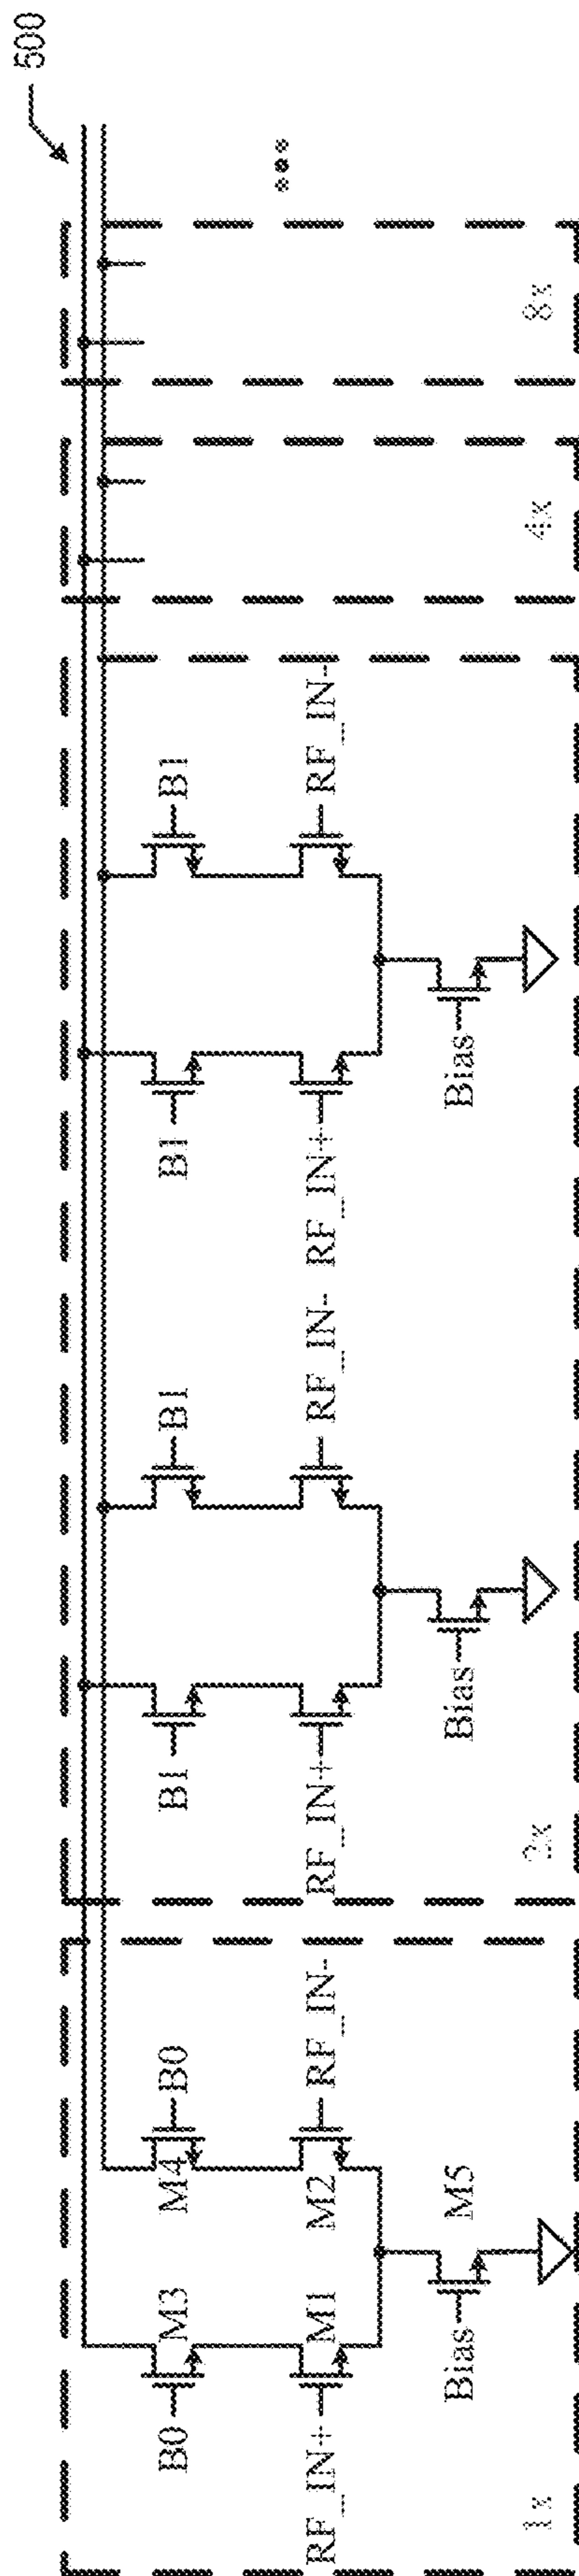 500
B0
M3
M4
B0
B1
B1
B1
B1
RF_IN+
M1
M2
RF_IN-
RF_IN+
RF_IN-
RF_IN+
RF_IN-
Bias
M5
Bias
Bias
1x
2x
4x
8x